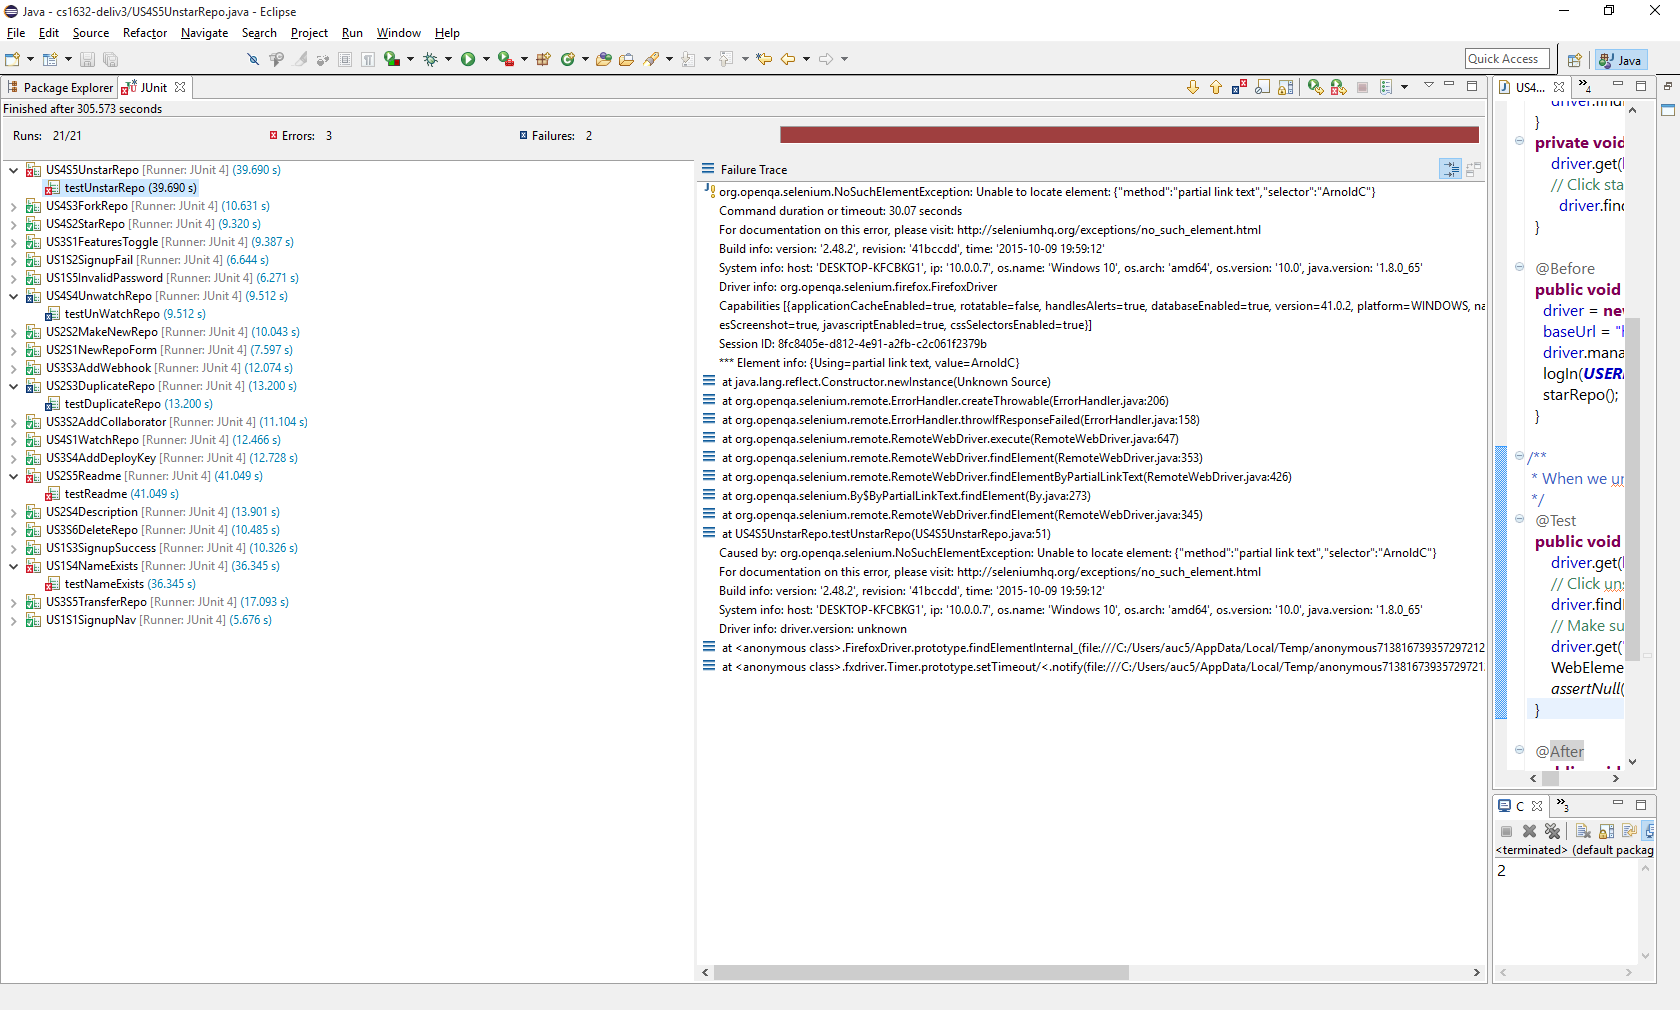 Java - cs1632-deliv3/US4S5UnstarRepo.java - Eclipse
File Edit Source Refactor Navigate Search Project Run Window Help
Quick Access
Java
Package Explorer
JUnit
Finished after 305.573 seconds
Runs: 21/21
Errors: 3
Failures: 2
US4S5UnstarRepo [Runner: JUnit 4] (39.690 s)
testUnstarRepo (39.690 s)
US4S3ForkRepo [Runner: JUnit 4] (10.631 s)
US4S2StarRepo [Runner: JUnit 4] (9.320 s)
US3S1FeaturesToggle [Runner: JUnit 4] (9.387 s)
US1S2SignupFail [Runner: JUnit 4] (6.644 s)
US1S5InvalidPassword [Runner: JUnit 4] (6.271 s)
US4S4UnwatchRepo [Runner: JUnit 4] (9.512 s)
testUnWatchRepo (9.512 s)
US2S2MakeNewRepo [Runner: JUnit 4] (10.043 s)
US2S1NewRepoForm [Runner: JUnit 4] (7.597 s)
US3S3AddWebhook [Runner: JUnit 4] (12.074 s)
US2S3DuplicateRepo [Runner: JUnit 4] (13.200 s)
testDuplicateRepo (13.200 s)
US3S2AddCollaborator [Runner: JUnit 4] (11.104 s)
US4S1WatchRepo [Runner: JUnit 4] (12.466 s)
US3S4AddDeployKey [Runner: JUnit 4] (12.728 s)
US2S5Readme [Runner: JUnit 4] (41.049 s)
testReadme (41.049 s)
US2S4Description [Runner: JUnit 4] (13.901 s)
US3S6DeleteRepo [Runner: JUnit 4] (10.485 s)
US1S3SignupSuccess [Runner: JUnit 4] (10.326 s)
US1S4NameExists [Runner: JUnit 4] (36.345 s)
testNameExists (36.345 s)
US3S5TransferRepo [Runner: JUnit 4] (17.093 s)
US1S1SignupNav [Runner: JUnit 4] (5.676 s)
Failure Trace
org.openqa.selenium.NoSuchElementException: Unable to locate element: {"method":"partial link text","selector":"ArnoldC"}
Command duration or timeout: 30.07 seconds
For documentation on this error, please visit: http://seleniumhq.org/exceptions/no_such_element.html
Build info: version: '2.48.2', revision: '41bccdd', time: '2015-10-09 19:59:12'
System info: host: 'DESKTOP-KFCBKG1', ip: '10.0.0.7', os.name: 'Windows 10', os.arch: 'amd64', os.version: '10.0', java.version: '1.8.0_65'
Driver info: org.openqa.selenium.firefox.FirefoxDriver
Capabilities [{applicationCacheEnabled=true, rotatable=false, handlesAlerts=true, databaseEnabled=true, version=41.0.2, platform=WINDOWS, na
esScreenshot=true, javascriptEnabled=true, cssSelectorsEnabled=true}]
Session ID: 8fc8405e-d812-4e91-a2fb-c2c061f2379b
*** Element info: {Using=partial link text, value=ArnoldC}
at java.lang.reflect.Constructor.newInstance(Unknown Source)
at org.openqa.selenium.remote.ErrorHandler.createThrowable(ErrorHandler.java:206)
at org.openqa.selenium.remote.ErrorHandler.throwIfResponseFailed(ErrorHandler.java:158)
at org.openqa.selenium.remote.RemoteWebDriver.execute(RemoteWebDriver.java:647)
at org.openqa.selenium.remote.RemoteWebDriver.findElement(RemoteWebDriver.java:353)
at org.openqa.selenium.remote.RemoteWebDriver.findElementByPartialLinkText(RemoteWebDriver.java:426)
at org.openqa.selenium.By$ByPartialLinkText.findElement(By.java:273)
at org.openqa.selenium.remote.RemoteWebDriver.findElement(RemoteWebDriver.java:345)
at US4S5UnstarRepo.testUnstarRepo(US4S5UnstarRepo.java:51)
Caused by: org.openqa.selenium.NoSuchElementException: Unable to locate element: {"method":"partial link text","selector":"ArnoldC"}
For documentation on this error, please visit: http://seleniumhq.org/exceptions/no_such_element.html
Build info: version: '2.48.2', revision: '41bccdd', time: '2015-10-09 19:59:12'
System info: host: 'DESKTOP-KFCBKG1', ip: '10.0.0.7', os.name: 'Windows 10', os.arch: 'amd64', os.version: '10.0', java.version: '1.8.0_65'
Driver info: driver.version: unknown
at <anonymous class>.FirefoxDriver.prototype.findElementInternal_(file:///C:/Users/auc5/AppData/Local/Temp/anonymous713816739357297212
at <anonymous class>.fxdriver.Timer.prototype.setTimeout/<.notify(file:///C:/Users/auc5/AppData/Local/Temp/anonymous71381673935729721
US4...
4
driver.find
}
private void
driver.get(
// Click sta
driver.find
}
@Before
public void
driver = new
baseUrl = "
driver.mana
logIn(USER
starRepo();
}
/**
* When we un
*/
@Test
public void
driver.get(
// Click uns
driver.find
// Make su
driver.get("
WebEleme
assertNull(
}
@After
C
3
<terminated> (default packag
2